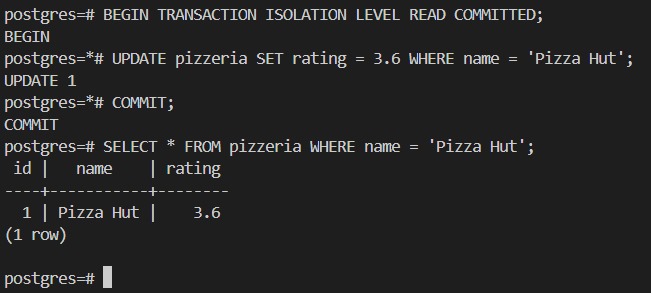 postgres=# BEGIN TRANSACTION ISOLATION LEVEL READ COMMITTED;
BEGIN
postgres=*# UPDATE pizzeria SET rating = 3.6 WHERE name = 'Pizza Hut';
UPDATE 1
postgres=*# COMMIT;
COMMIT
postgres=# SELECT * FROM pizzeria WHERE name = 'Pizza Hut';
 id |   name    | rating
----+-----------+--------
  1 | Pizza Hut |    3.6
(1 row)

postgres=#